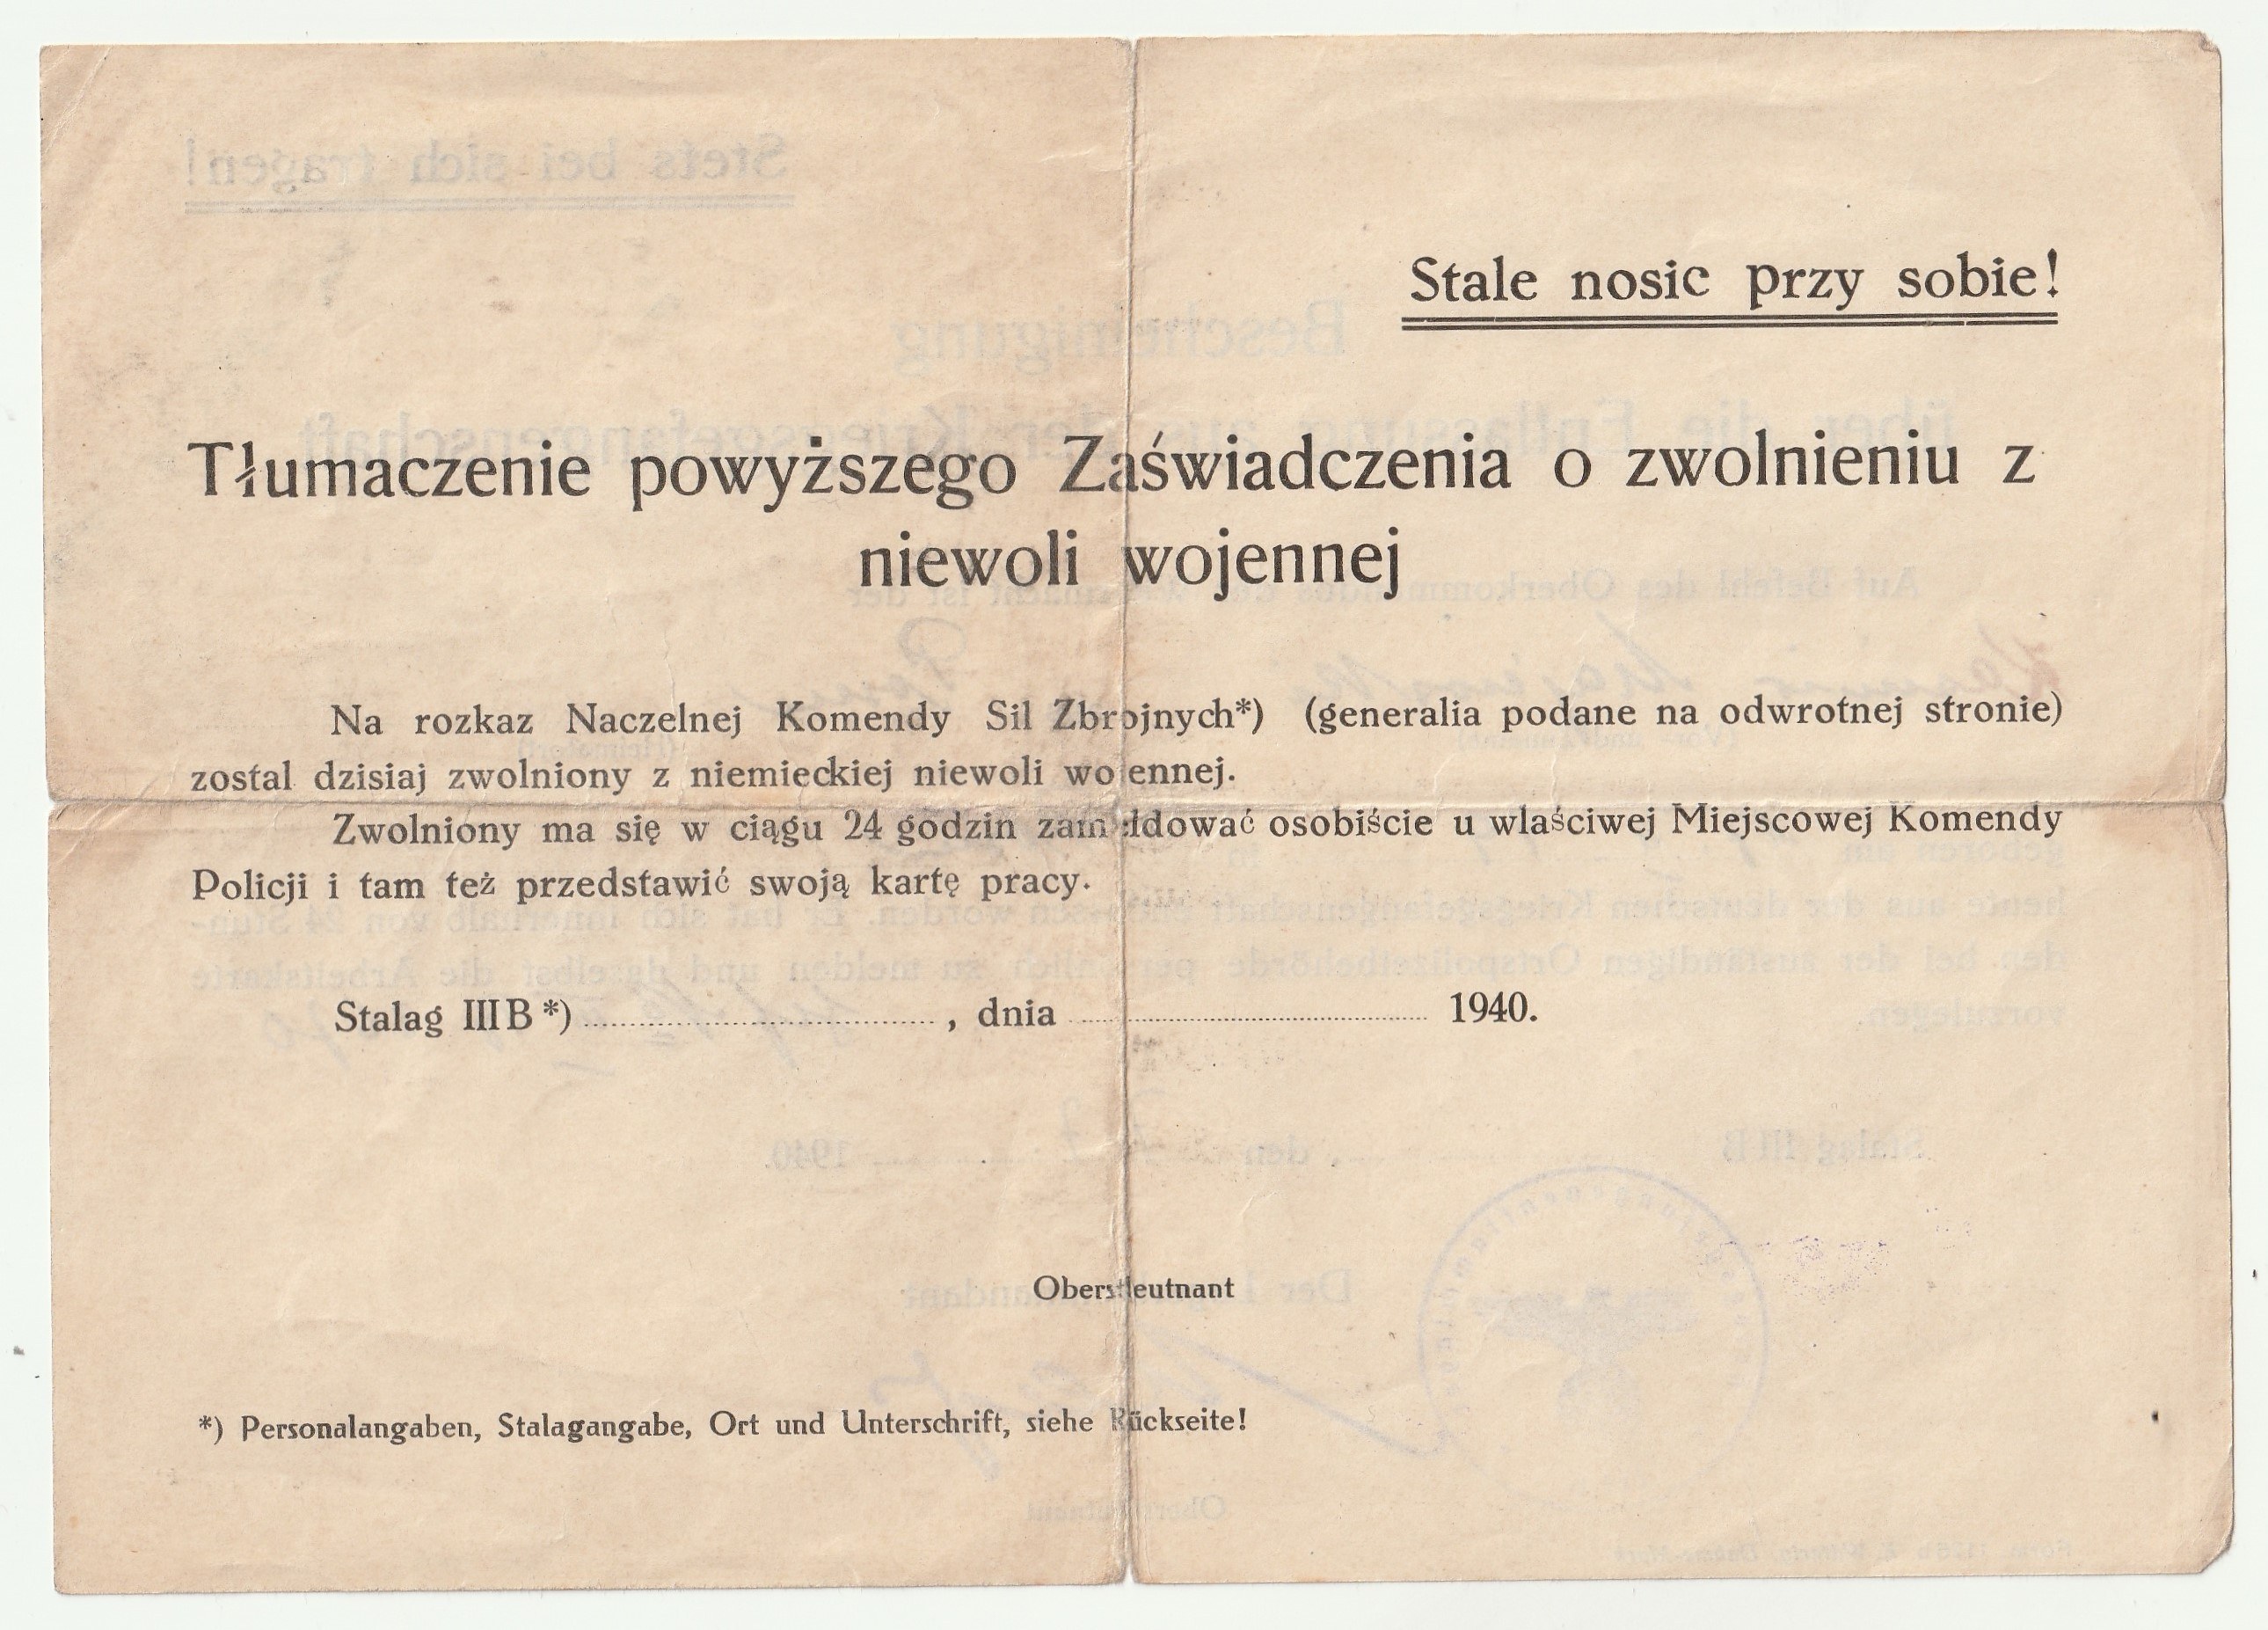 Stale nosic przy sobie!
Tłumaczenie powyższego Zaświadczenia o zwolnieniu z
niewoli wojennej
Na rozkaz Naczelnej Komendy Sil Zbrojnych*) (generalia podane na odwrotnej stronie)
zostal dzisiaj zwolniony z niemieckiej niewoli wojennej.
Zwolniony ma się w ciągu 24 godzin zameldować osobiście u wlaściwej Miejscowej Komendy
Policji i tam też przedstawić swoją kartę pracy.
Stalag III B *) , dnia 1940.
Oberstleutnant
*) Personalangaben, Stalagangabe, Ort und Unterschrift, siehe Rückseite!